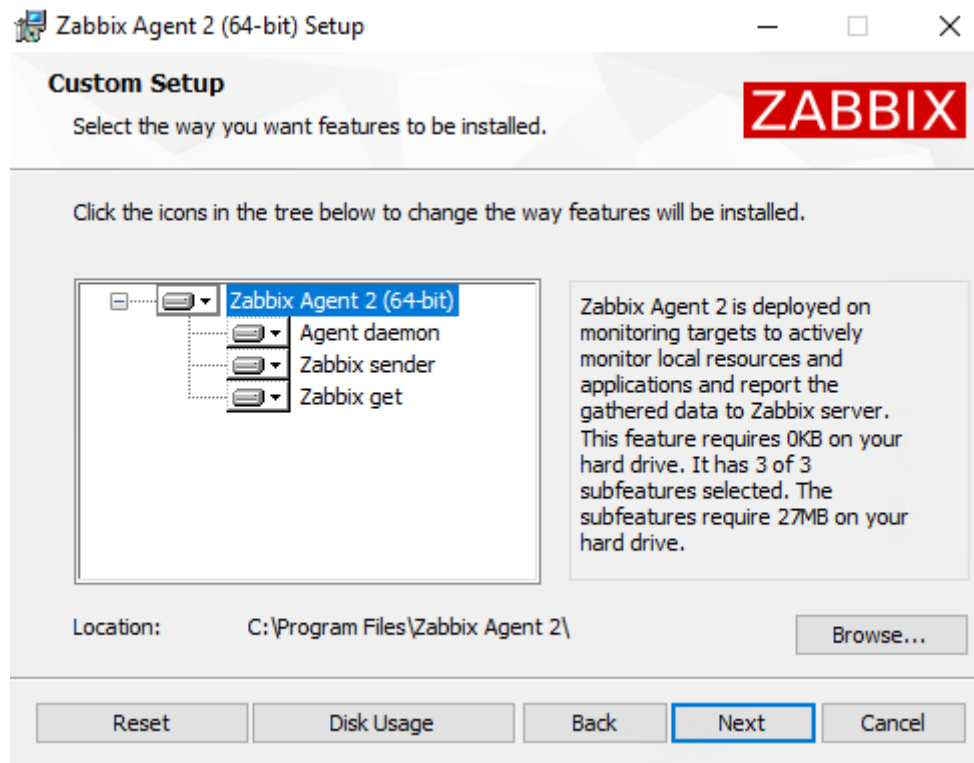 Zabbix Agent 2 (64-bit) Setup
Custom Setup
Select the way you want features to be installed.
ZABBIX
Click the icons in the tree below to change the way features will be installed.
Zabbix Agent 2 (64-bit)
Agent daemon
Zabbix sender
Zabbix get
Zabbix Agent 2 is deployed on
monitoring targets to actively
monitor local resources and
applications and report the
gathered data to Zabbix server.
This feature requires 0KB on your
hard drive. It has 3 of 3
subfeatures selected. The
subfeatures require 27MB on your
hard drive.
Location: C:\Program Files\Zabbix Agent 2\
Browse...
Reset Disk Usage Back Next Cancel